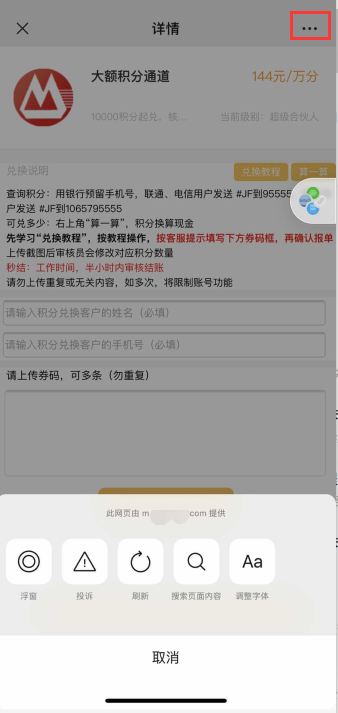 详情
大额积分通道
144元/万分
10000积分起兑，核...
当前级别：超级合伙人
兑换说明
兑换教程
算一算
查询积分：用银行预留手机号，联通、电信用户发送 #JF到95555
户发送 #JF到1065795555
可兑多少：右上角“算一算”，积分换算现金
先学习“兑换教程”，按教程操作，按客服提示填写下方券码框，再确认报单
上传截图后审核员会修改对应积分数量
秒结：工作时间，半小时内审核结账
请勿上传重复或无关内容，如多次，将限制账号功能
请输入积分兑换客户的姓名（必填）
请输入积分兑换客户的手机号（必填）
请上传券码，可多条（勿重复）
此网页由 m com 提供
浮窗
投诉
刷新
搜索页面内容
Aa
调整字体
取消